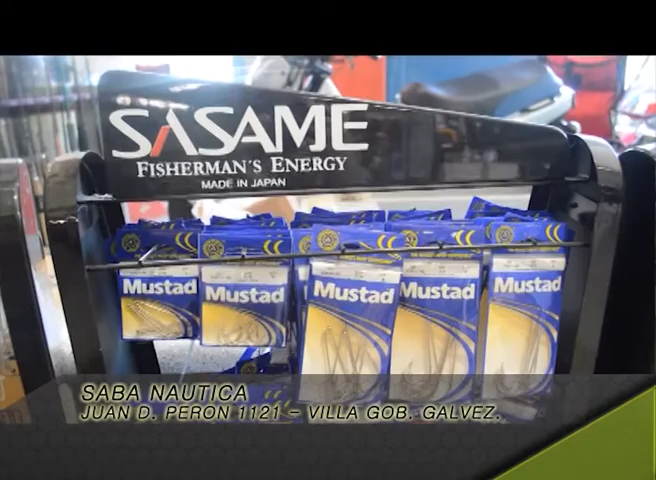 SASAME
FISHERMAN'S ENERGY
MADE IN JAPAN
Mustad Mustad Mustad Mustad Mustad
SABA NAUTICA
JUAN D. PERON 1121 - VILLA GOB. GALVEZ.